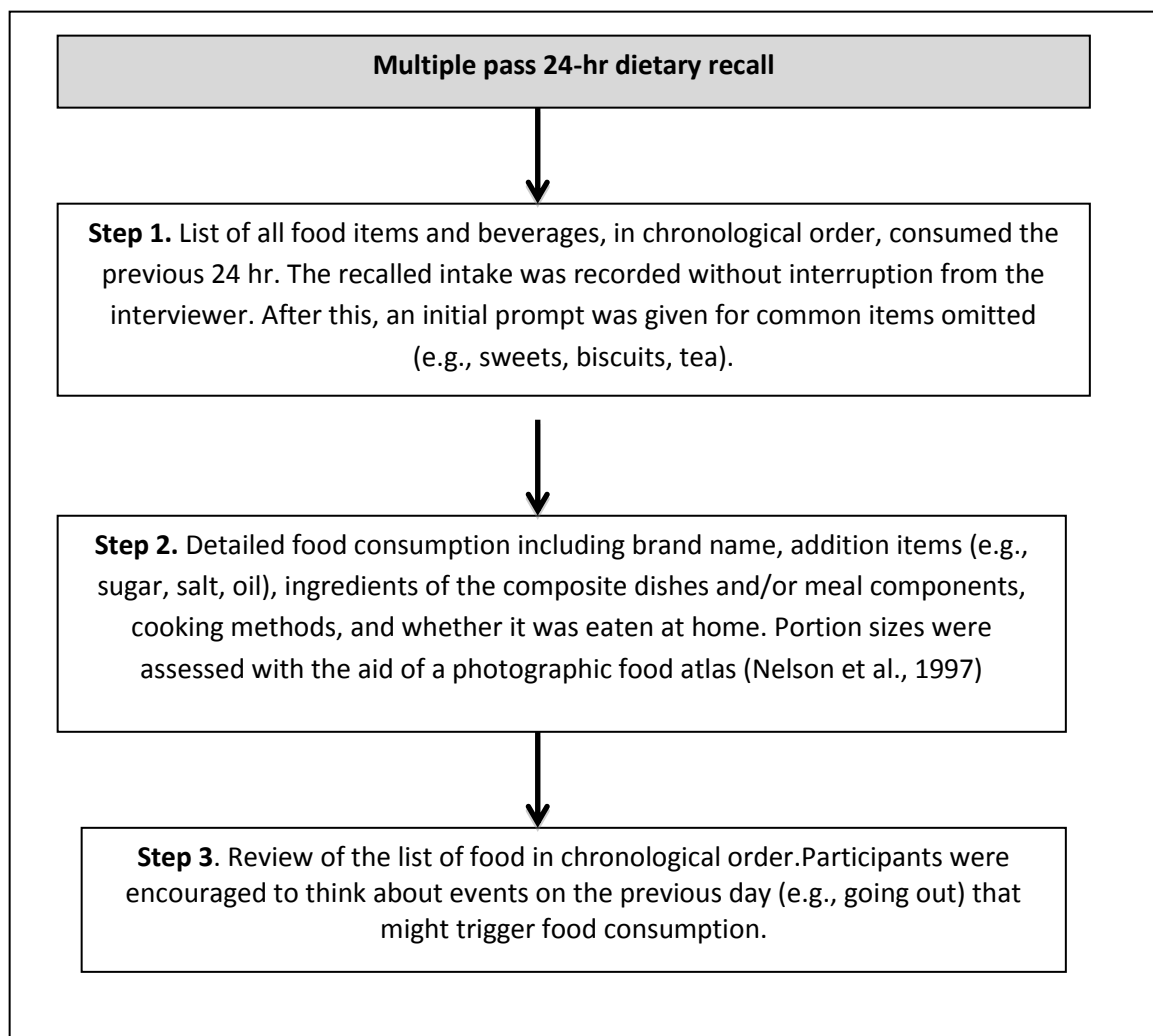 Multiple pass 24-hr dietary recall
Step 1. List of all food items and beverages, in chronological order, consumed the
previous 24 hr. The recalled intake was recorded without interruption from the
interviewer. After this, an initial prompt was given for common items omitted
(e.g., sweets, biscuits, tea).
Step 2. Detailed food consumption including brand name, addition items (e.g.,
sugar, salt, oil), ingredients of the composite dishes and/or meal components,
cooking methods, and whether it was eaten at home. Portion sizes were
assessed with the aid of a photographic food atlas (Nelson et al., 1997)
Step 3. Review of the list of food in chronological order.Participants were
encouraged to think about events on the previous day (e.g., going out) that
might trigger food consumption.